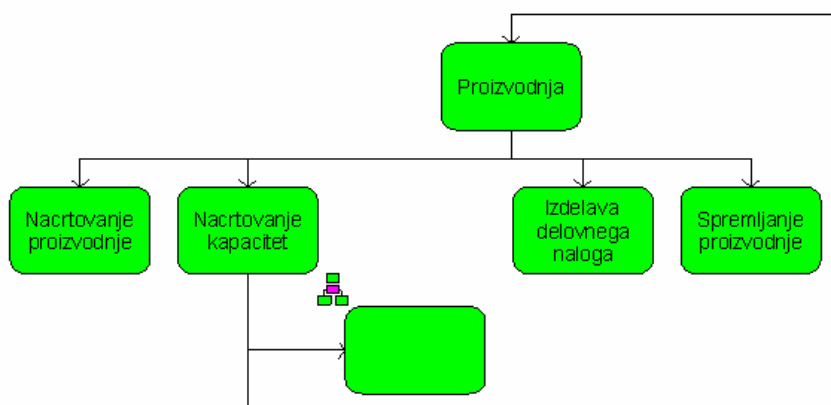 Proizvodnja
Nacrtovanje
proizvodnje
Nacrtovanje
kapacitet
Izdelava
delovnega
naloga
Spremljanje
proizvodnje